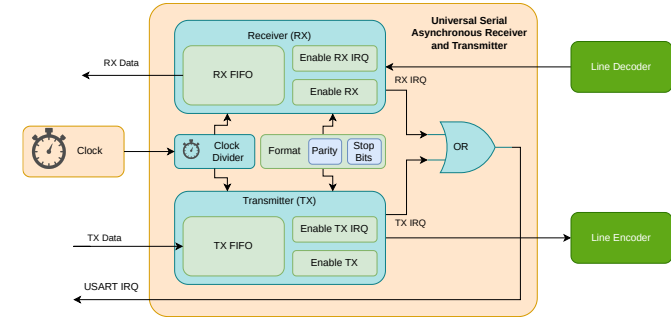 Universal Serial
Asynchronous Receiver
and Transmitter
Receiver (RX)
RX Data
RX FIFO
Enable RX IRQ
Enable RX
RX IRQ
Line Decoder
Clock
Clock
Divider
Format
Parity
Stop
Bits
OR
Transmitter (TX)
TX Data
TX FIFO
Enable TX IRQ
Enable TX
TX IRQ
Line Encoder
USART IRQ